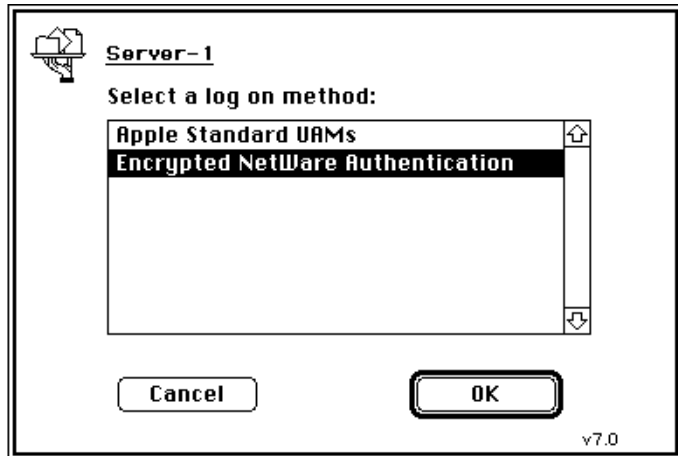 Server-1
Select a log on method:
Apple Standard UAMs
Encrypted NetWare Authentication
Cancel
OK
v7.0